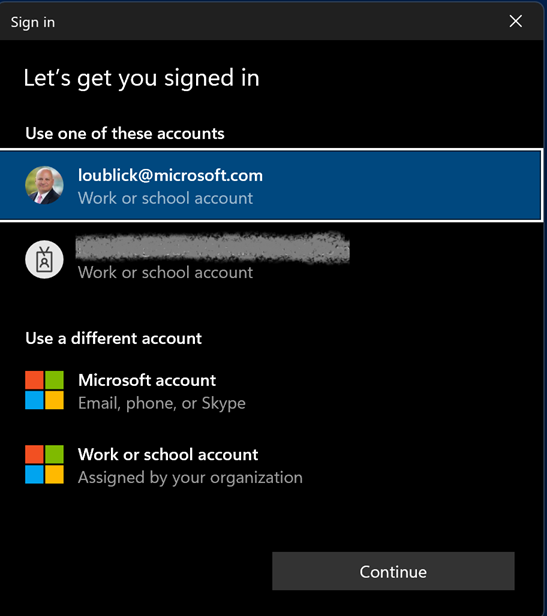 Sign in
Let's get you signed in
Use one of these accounts
loublick@microsoft.com
Work or school account
Work or school account
Use a different account
Microsoft account
Email, phone, or Skype
Work or school account
Assigned by your organization
Continue